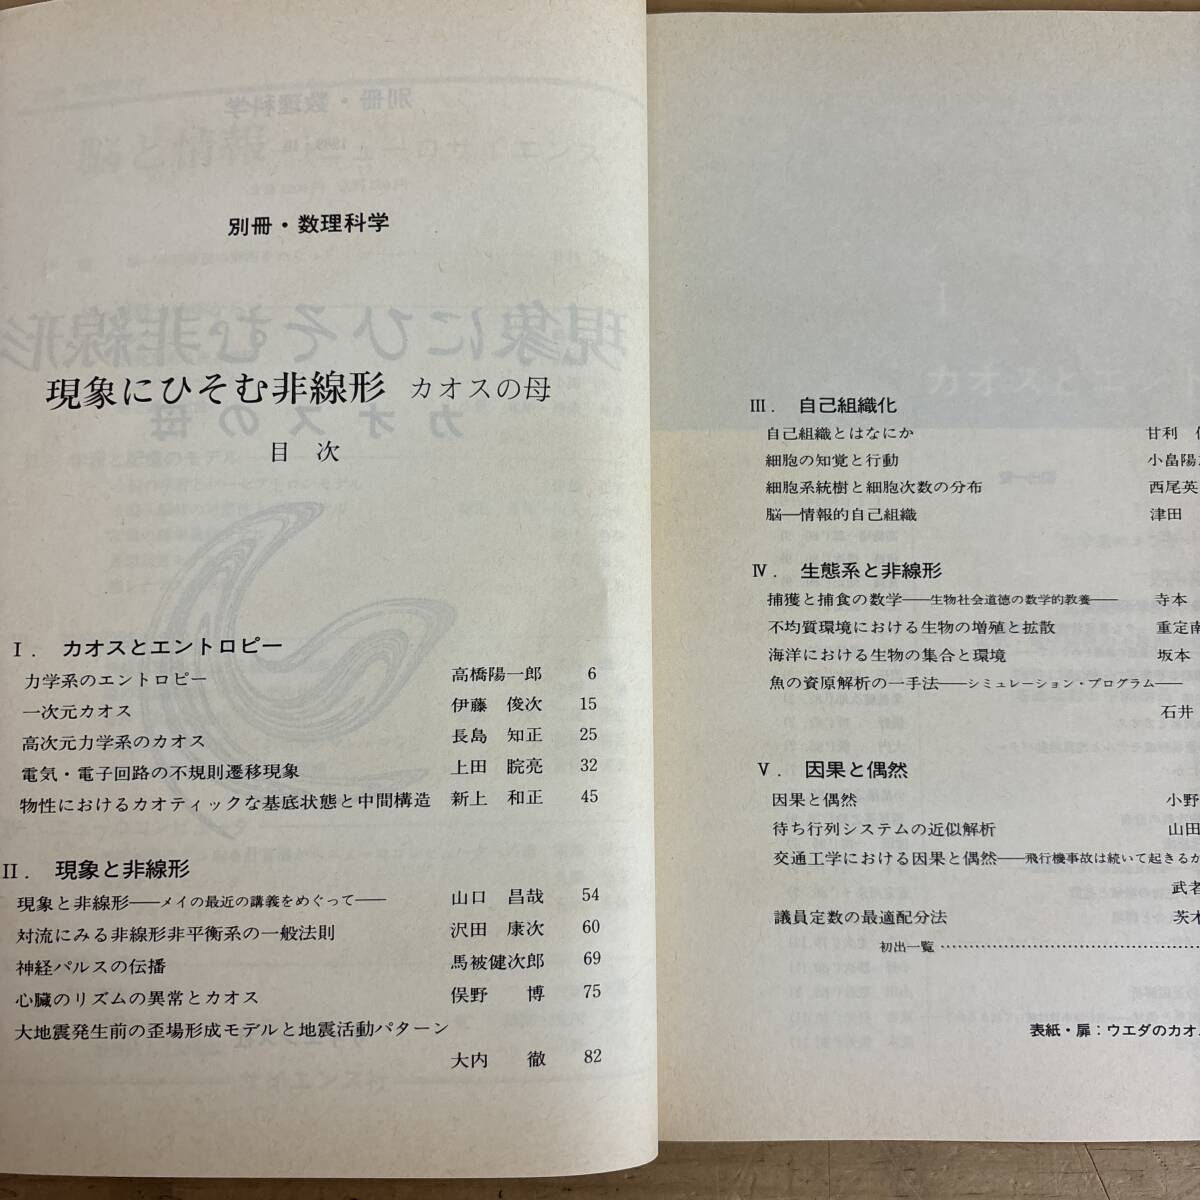 別冊・数理科学
現象にひそむ非線形 カオスの母
目 次
Ⅰ. カオスとエントロピー
力学系のエントロピー 高橋陽一郎 6
一次元カオス 伊藤 俊次 15
高次元力学系のカオス 長島 知正 25
電気・電子回路の不規則遷移現象 上田 睆亮 32
物性におけるカオティックな基底状態と中間構造 新上 和正 45
Ⅱ. 現象と非線形
現象と非線形——メイの最近の講義をめぐって—— 山口 昌哉 54
対流にみる非線形非平衡系の一般法則 沢田 康次 60
神経パルスの伝播 馬被健次郎 69
心臓のリズムの異常とカオス 俣野 博 75
大地震発生前の歪場形成モデルと地震活動パターン
大内 徹 82
Ⅲ. 自己組織化
自己組織とはなにか 甘利
細胞の知覚と行動 小畠陽
細胞系統樹と細胞次数の分布 西尾英
脳—情報的自己組織 津田
Ⅳ. 生態系と非線形
捕獲と捕食の数学——生物社会道徳の数学的教養—— 寺本
不均質環境における生物の増殖と拡散 重定南
海洋における生物の集合と環境 坂本
魚の資原解析の一手法——シミュレーション・プログラム——
石井
Ⅴ. 因果と偶然
因果と偶然 小野
待ち行列システムの近似解析 山田
交通工学における因果と偶然——飛行機事故は続いて起きるか
武者
議員定数の最適配分法 茨木
初出一覧
表紙・扉：ウエダのカオ